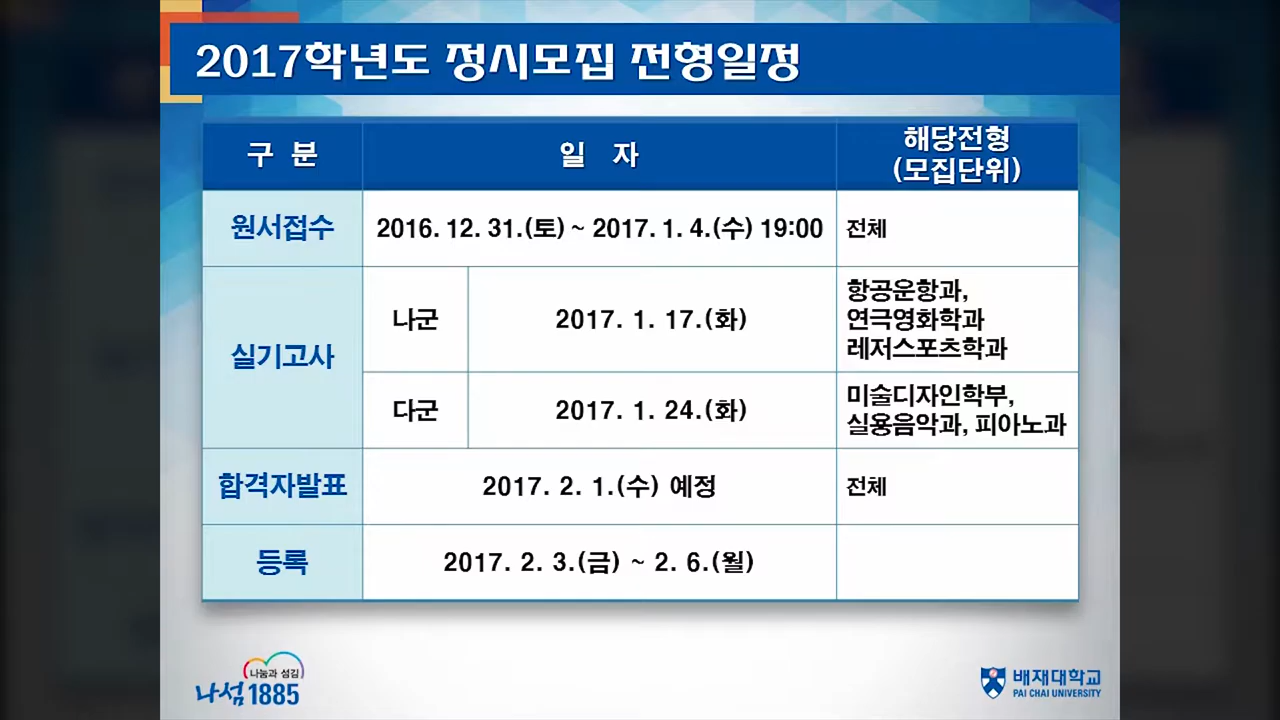 2017학년도 정시모집 전형일정
구 분
일 자
해당전형
(모집단위)
원서접수
2016. 12. 31.(토) ~ 2017. 1. 4.(수) 19:00
전체
실기고사
나군
2017. 1. 17.(화)
항공운항과,
연극영화학과
레저스포츠학과
다군
2017. 1. 24.(화)
미술디자인학부,
실용음악과, 피아노과
합격자발표
2017. 2. 1.(수) 예정
전체
등록
2017. 2. 3.(금) ~ 2. 6.(월)
나눔과 섬김
나섬1885
배재대학교
PAI CHAI UNIVERSITY